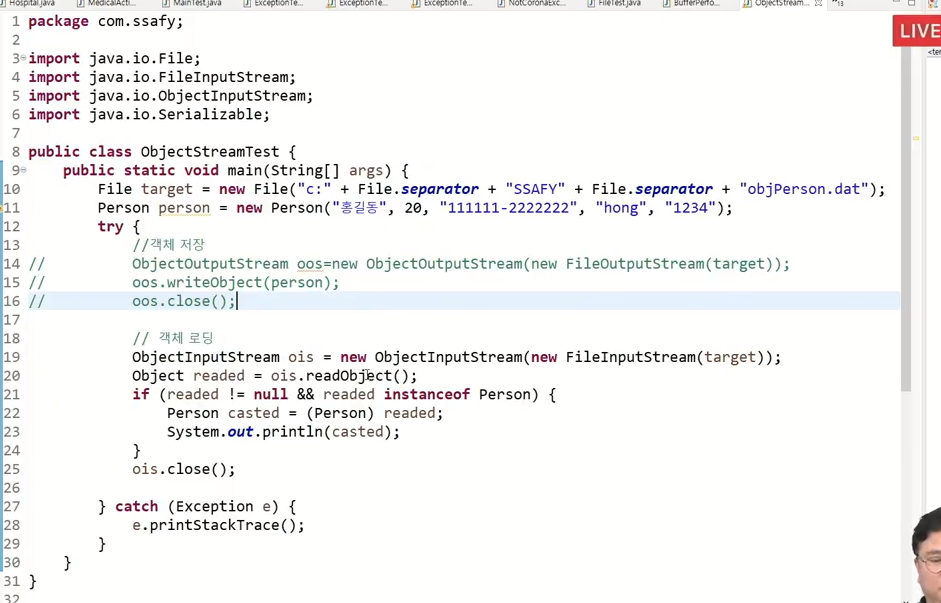 Hospital.java MedicalActi... MainTest.java ExceptionTe... ExceptionTe... ExceptionTe... NotCoronaExc... FileTest.java BufferPerfo... ObjectStream... 13
LIVE
1 package com.ssafy;
2
3 import java.io.File;
4 import java.io.FileInputStream;
5 import java.io.ObjectInputStream;
6 import java.io.Serializable;
7
8 public class ObjectStreamTest {
9 public static void main(String[] args) {
10 File target = new File("c:" + File.separator + "SSAFY" + File.separator + "objPerson.dat");
11 Person person = new Person("홍길동", 20, "111111-2222222", "hong", "1234");
12 try {
13 //객체 저장
14 // ObjectOutputStream oos=new ObjectOutputStream(new FileOutputStream(target));
15 // oos.writeObject(person);
16 // oos.close();
17
18 // 객체 로딩
19 ObjectInputStream ois = new ObjectInputStream(new FileInputStream(target));
20 Object readed = ois.readObject();
21 if (readed != null && readed instanceof Person) {
22 Person casted = (Person) readed;
23 System.out.println(casted);
24 }
25 ois.close();
26
27 } catch (Exception e) {
28 e.printStackTrace();
29 }
30 }
31 }
32